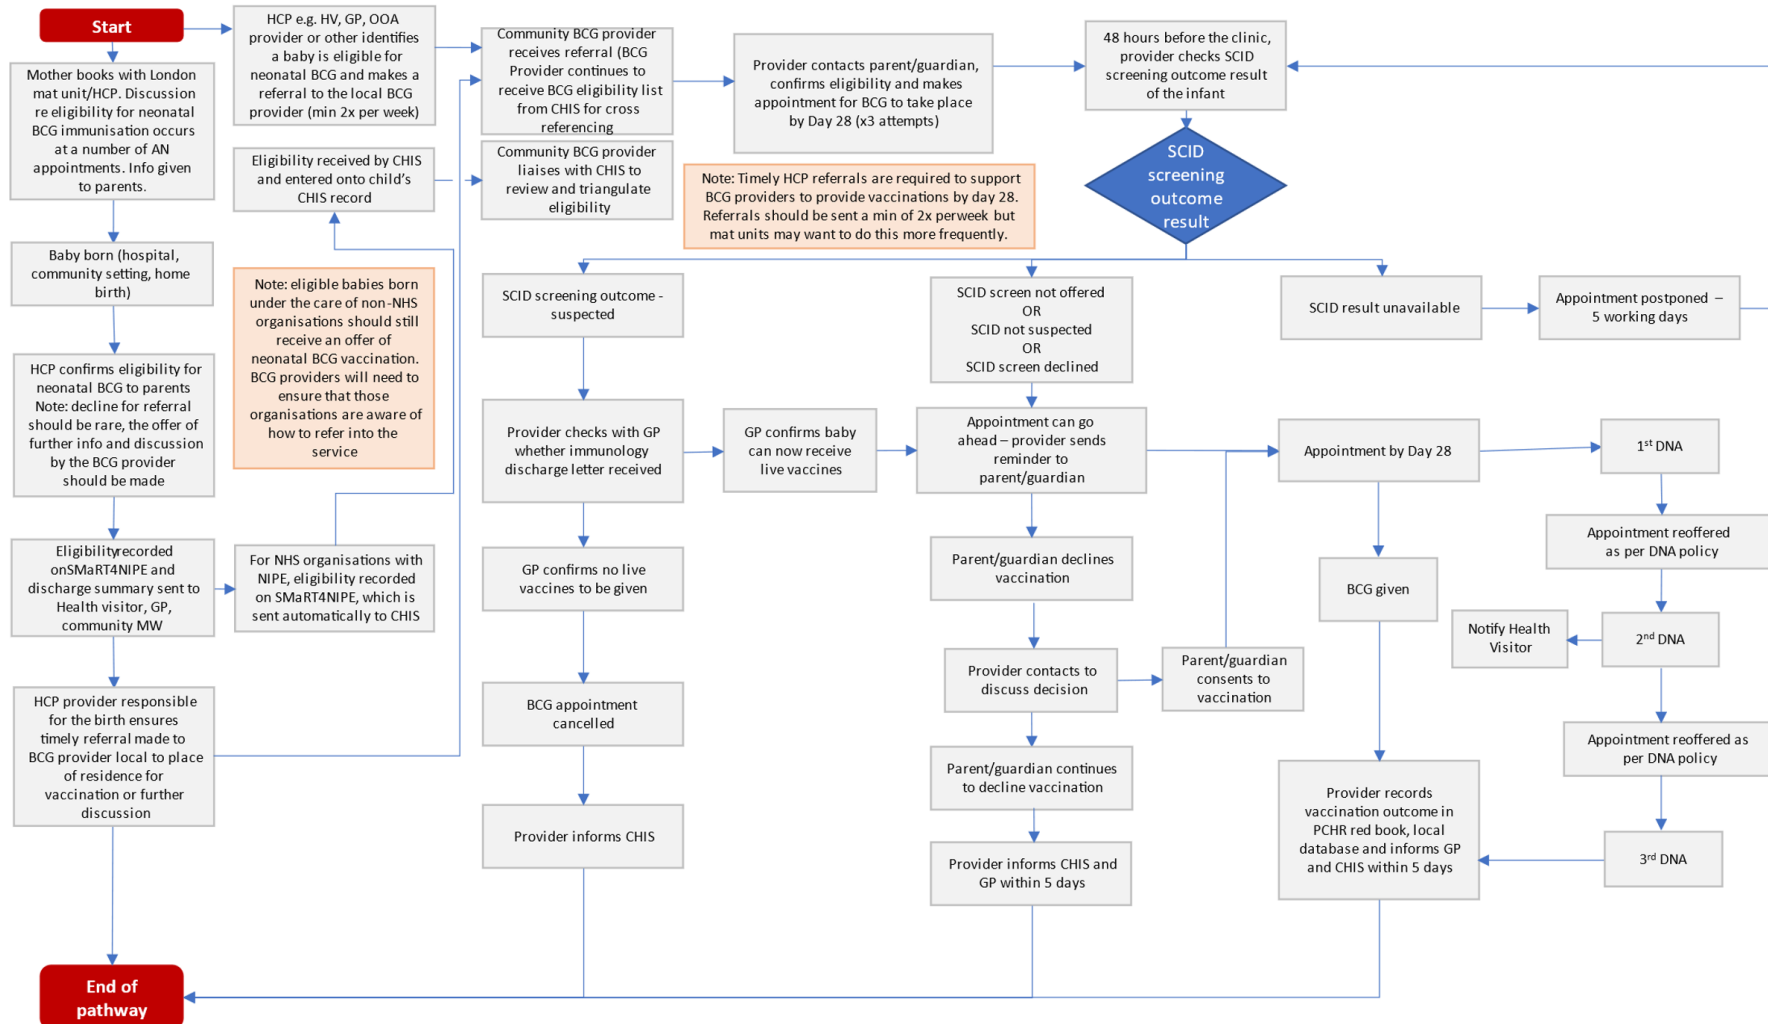 Start
Mother books with London
mat unit/HCP. Discussion
re eligibility for neonatal
BCG immunisation occurs
at a number of AN
appointments. Info given
to parents.
Baby born (hospital,
community setting, home
birth)
HCP confirms eligibility for
neonatal BCG to parents
Note: decline for referral
should be rare, the offer of
further info and discussion
by the BCG provider
should be made
Eligibilityrecorded
onSMaRT4NIPE and
discharge summary sent to
Health visitor, GP,
community MW
HCP provider responsible
for the birth ensures
timely referral made to
BCG provider local to place
of residence for
vaccination or further
discussion
End of
pathway
HCP e.g. HV, GP, OOA
provider or other identifies
a baby is eligible for
neonatal BCG and makes a
referral to the local BCG
provider (min 2x per week)
Eligibility received by CHIS
and entered onto child’s
CHIS record
Note: eligible babies born
under the care of non-NHS
organisations should still
receive an offer of
neonatal BCG vaccination.
BCG providers will need to
ensure that those
organisations are aware of
how to refer into the
service
For NHS organisations with
NIPE, eligibility recorded
on SMaRT4NIPE, which is
sent automatically to CHIS
Community BCG provider
receives referral (BCG
Provider continues to
receive BCG eligibility list
from CHIS for cross
referencing
Community BCG provider
liaises with CHIS to
review and triangulate
eligibility
Provider contacts parent/guardian,
confirms eligibility and makes
appointment for BCG to take place
by Day 28 (x3 attempts)
Note: Timely HCP referrals are required to support
BCG providers to provide vaccinations by day 28.
Referrals should be sent a min of 2x perweek but
mat units may want to do this more frequently.
48 hours before the clinic,
provider checks SCID
screening outcome result
of the infant
SCID
screening
outcome
result
SCID screening outcome -
suspected
Provider checks with GP
whether immunology
discharge letter received
GP confirms no live
vaccines to be given
BCG appointment
cancelled
Provider informs CHIS
GP confirms baby
can now receive
live vaccines
SCID screen not offered
OR
SCID not suspected
OR
SCID screen declined
Appointment can go
ahead – provider sends
reminder to
parent/guardian
Parent/guardian declines
vaccination
Provider contacts to
discuss decision
Parent/guardian continues
to decline vaccination
Provider informs CHIS and
GP within 5 days
Parent/guardian
consents to
vaccination
SCID result unavailable
Appointment postponed –
5 working days
Appointment by Day 28
BCG given
Provider records
vaccination outcome in
PCHR red book, local
database and informs GP
and CHIS within 5 days
1st DNA
Appointment reoffered
as per DNA policy
2nd DNA
Notify Health
Visitor
Appointment reoffered as
per DNA policy
3rd DNA